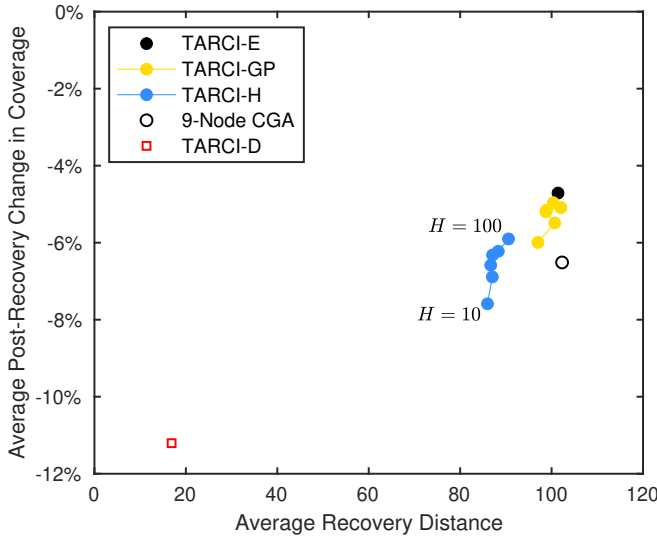 0%
-2%
-4%
-6%
-8%
-10%
-12%
Average Post-Recovery Change in Coverage
TARCI-E
TARCI-GP
TARCI-H
9-Node CGA
TARCI-D
H = 100
H = 10
0 20 40 60 80 100 120
Average Recovery Distance